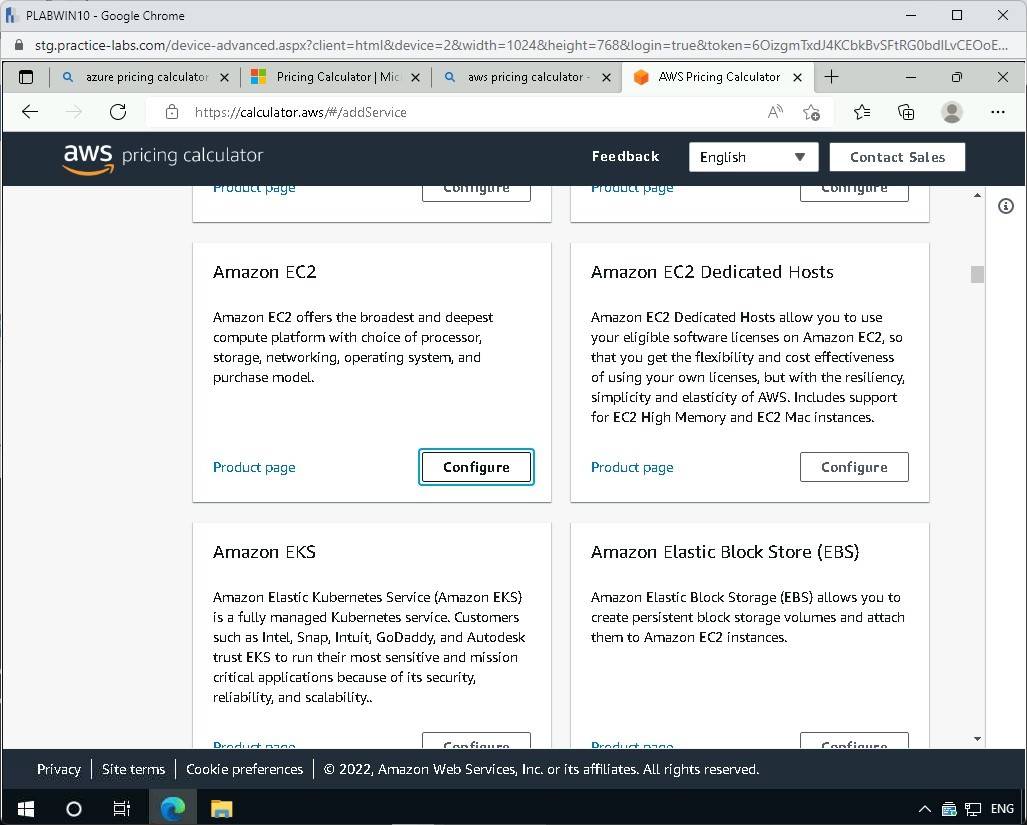 PLABWIN10 - Google Chrome
stg.practice-labs.com/device-advanced.aspx?client=html&device=2&width=1024&height=768&login=true&token=6OizgmTxdJ4KCbkBvSFtRG0bdlLvCEOoE...
azure pricing calculator
Pricing Calculator | Mic
aws pricing calculator -
AWS Pricing Calculator
https://calculator.aws/#/addService
aws pricing calculator
Feedback
English
Contact Sales
Product page
Configure
Product page
Configure
Amazon EC2
Amazon EC2 offers the broadest and deepest
compute platform with choice of processor,
storage, networking, operating system, and
purchase model.
Product page
Configure
Amazon EC2 Dedicated Hosts
Amazon EC2 Dedicated Hosts allow you to use
your eligible software licenses on Amazon EC2, so
that you get the flexibility and cost effectiveness
of using your own licenses, but with the resiliency,
simplicity and elasticity of AWS. Includes support
for EC2 High Memory and EC2 Mac instances.
Product page
Configure
Amazon EKS
Amazon Elastic Kubernetes Service (Amazon EKS)
is a fully managed Kubernetes service. Customers
such as Intel, Snap, Intuit, GoDaddy, and Autodesk
trust EKS to run their most sensitive and mission
critical applications because of its security,
reliability, and scalability..
Product page
Configure
Amazon Elastic Block Store (EBS)
Amazon Elastic Block Storage (EBS) allows you to
create persistent block storage volumes and attach
them to Amazon EC2 instances.
Product page
Configure
Privacy
Site terms
Cookie preferences
© 2022, Amazon Web Services, Inc. or its affiliates. All rights reserved.
ENG